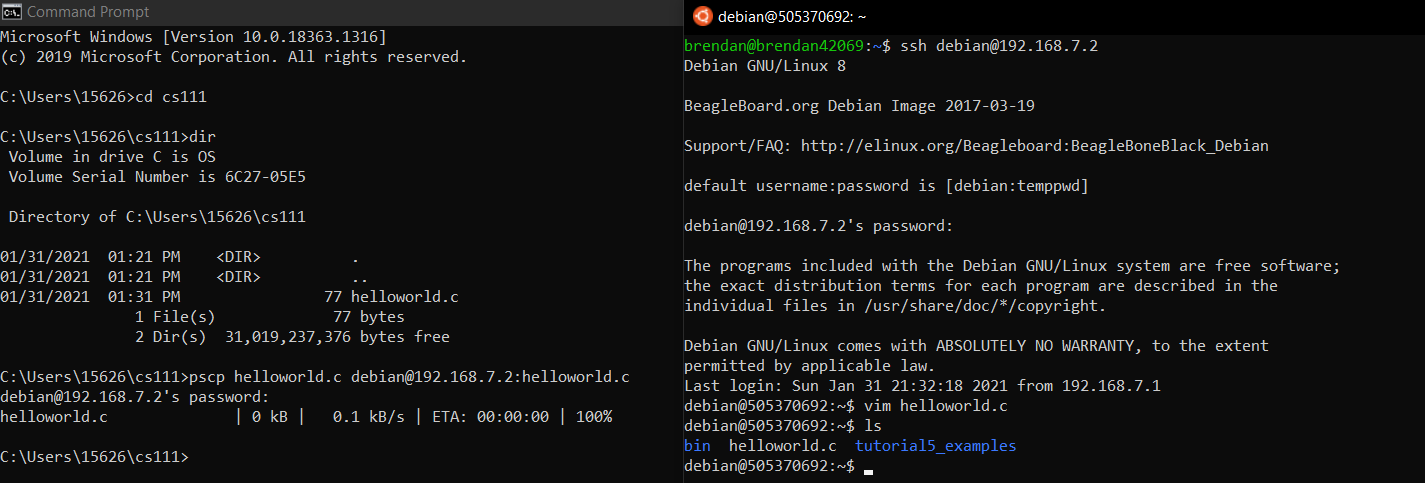 Command Prompt
Microsoft Windows [Version 10.0.18363.1316]
(c) 2019 Microsoft Corporation. All rights reserved.
C:\Users\15626>cd cs111
C:\Users\15626\cs111>dir
Volume in drive C is OS
Volume Serial Number is 6C27-05E5
Directory of C:\Users\15626\cs111
01/31/2021  01:21 PM    <DIR>          .
01/31/2021  01:21 PM    <DIR>          ..
01/31/2021  01:31 PM                77 helloworld.c
1 File(s)             77 bytes
2 Dir(s)  31,019,237,376 bytes free
C:\Users\15626\cs111>pscp helloworld.c debian@192.168.7.2:helloworld.c
debian@192.168.7.2's password:
helloworld.c              | 0 kB |   0.1 kB/s | ETA: 00:00:00 | 100%
C:\Users\15626\cs111>
debian@505370692: ~
brendan@brendan42069:~$ ssh debian@192.168.7.2
Debian GNU/Linux 8
BeagleBoard.org Debian Image 2017-03-19
Support/FAQ: http://elinux.org/Beagleboard:BeagleBoneBlack_Debian
default username:password is [debian:temppwd]
debian@192.168.7.2's password:
The programs included with the Debian GNU/Linux system are free software;
the exact distribution terms for each program are described in the
individual files in /usr/share/doc/*/copyright.
Debian GNU/Linux comes with ABSOLUTELY NO WARRANTY, to the extent
permitted by applicable law.
Last login: Sun Jan 31 21:32:18 2021 from 192.168.7.1
debian@505370692:~$ vim helloworld.c
debian@505370692:~$ ls
bin  helloworld.c  tutorial5_examples
debian@505370692:~$